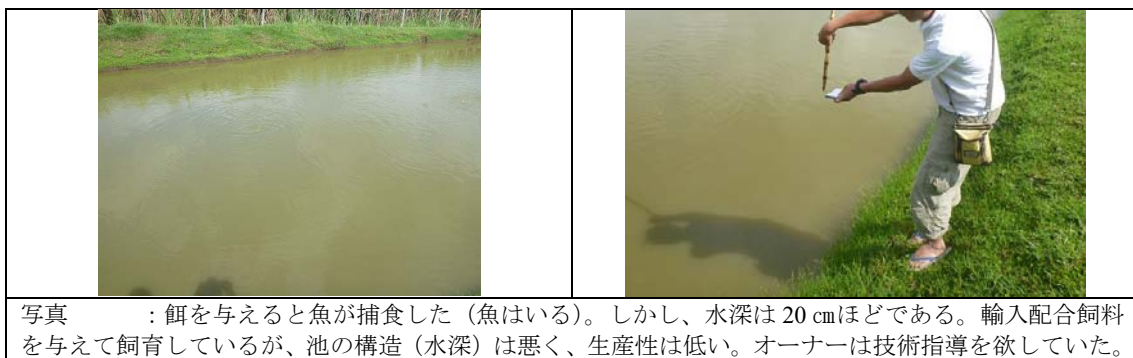 写真　　　：餌を与えると魚が捕食した（魚はいる）。しかし、水深は 20 ㎝ほどである。輸入配合飼料
を与えて飼育しているが、池の構造（水深）は悪く、生産性は低い。オーナーは技術指導を欲していた。